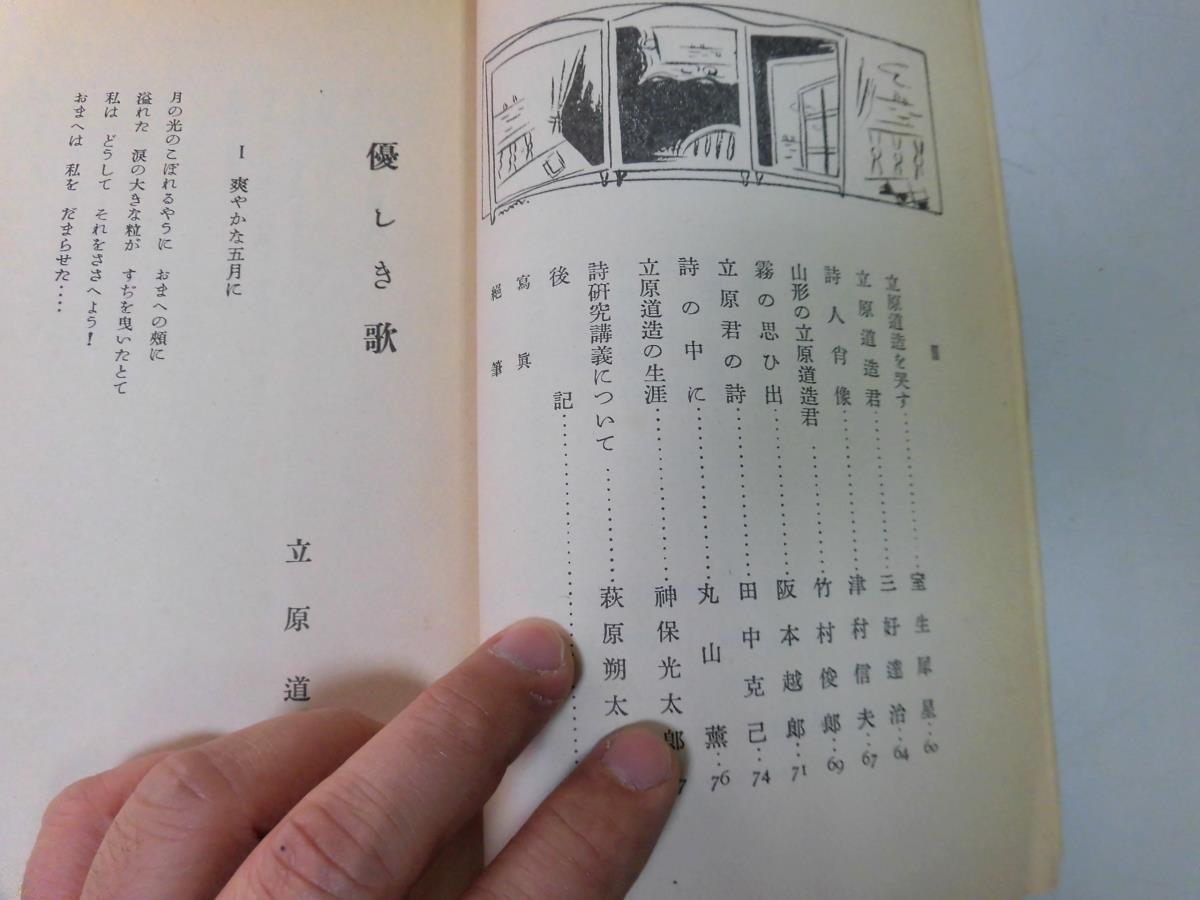 III
立原道造を哭す……………室生犀星‥60
立原道造君……………三好達治‥64
詩人肖像……………津村信夫‥67
山形の立原道造君……………竹村俊郎‥69
霧の思ひ出……………阪本越郎‥71
立原君の詩……………田中克己‥74
詩の中に……………丸山薫‥76
立原道造の生涯……………神保光太郎
詩研究講義について……………萩原朔太
後記……………
寫眞
絕筆
優しき歌
立原道
I 爽やかな五月に
月の光のこぼれるやうに おまへの頰に
溢れた 淚の大きな粒が すぢを曳いたとて
私は どうして それをささへよう!
おまへは 私を だまらせた‥‥